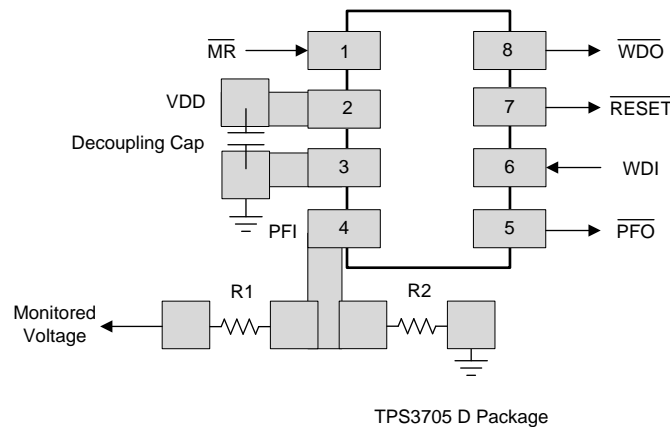 MR
1
8
WDO
VDD
2
7
RESET
Decoupling Cap
3
6
WDI
PFI
4
5
PFO
R1
R2
Monitored
Voltage
TPS3705 D Package